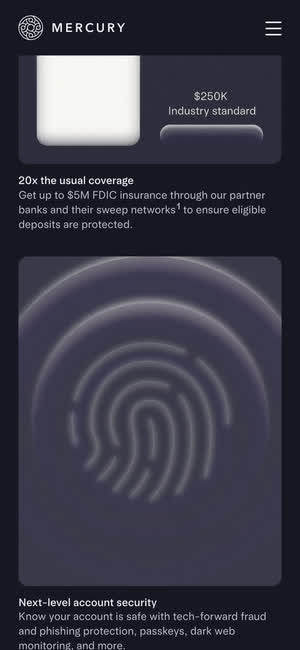 MERCURY
$250K
Industry standard
20x the usual coverage
Get up to $5M FDIC insurance through our partner
banks and their sweep networks¹ to ensure eligible
deposits are protected.
Next-level account security
Know your account is safe with tech-forward fraud
and phishing protection, passkeys, dark web
monitoring, and more.